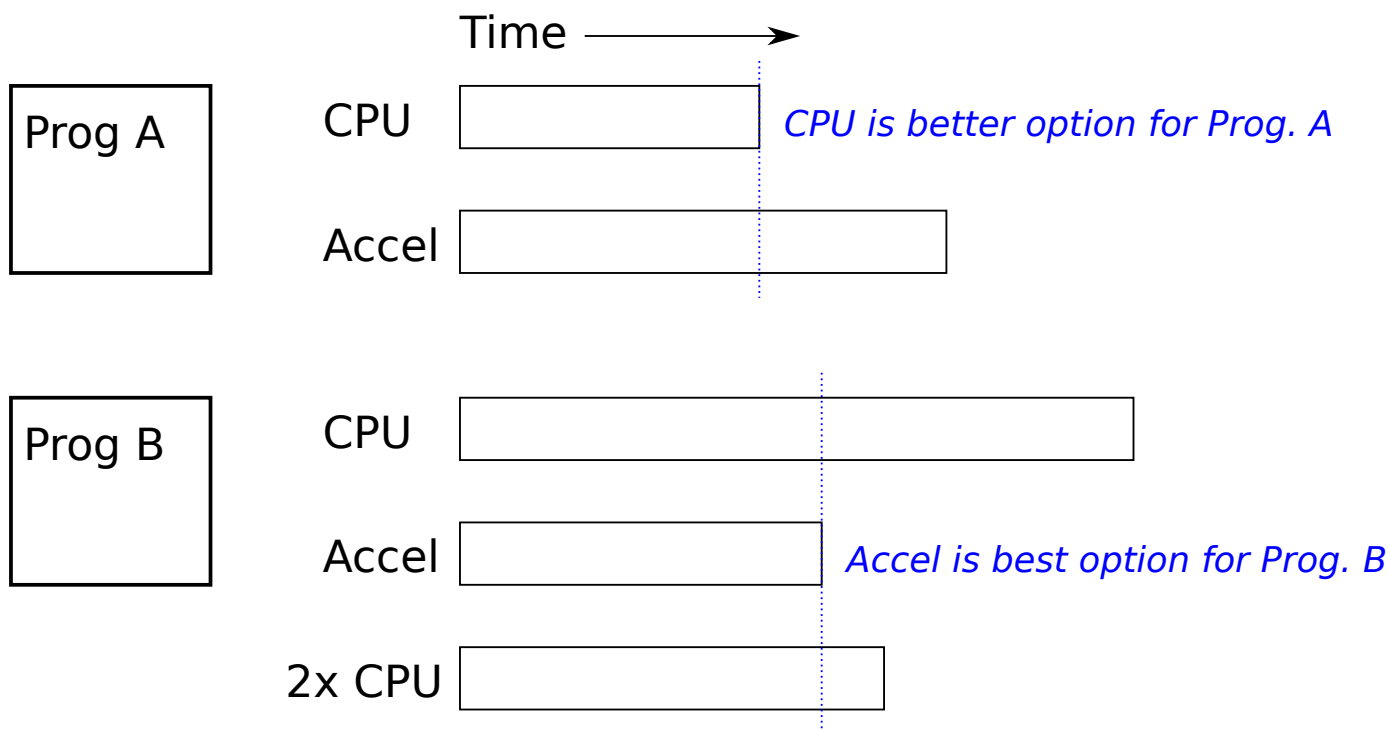 Time
Prog A
CPU
CPU is better option for Prog. A
Accel
Prog B
CPU
Accel
Accel is best option for Prog. B
2x CPU